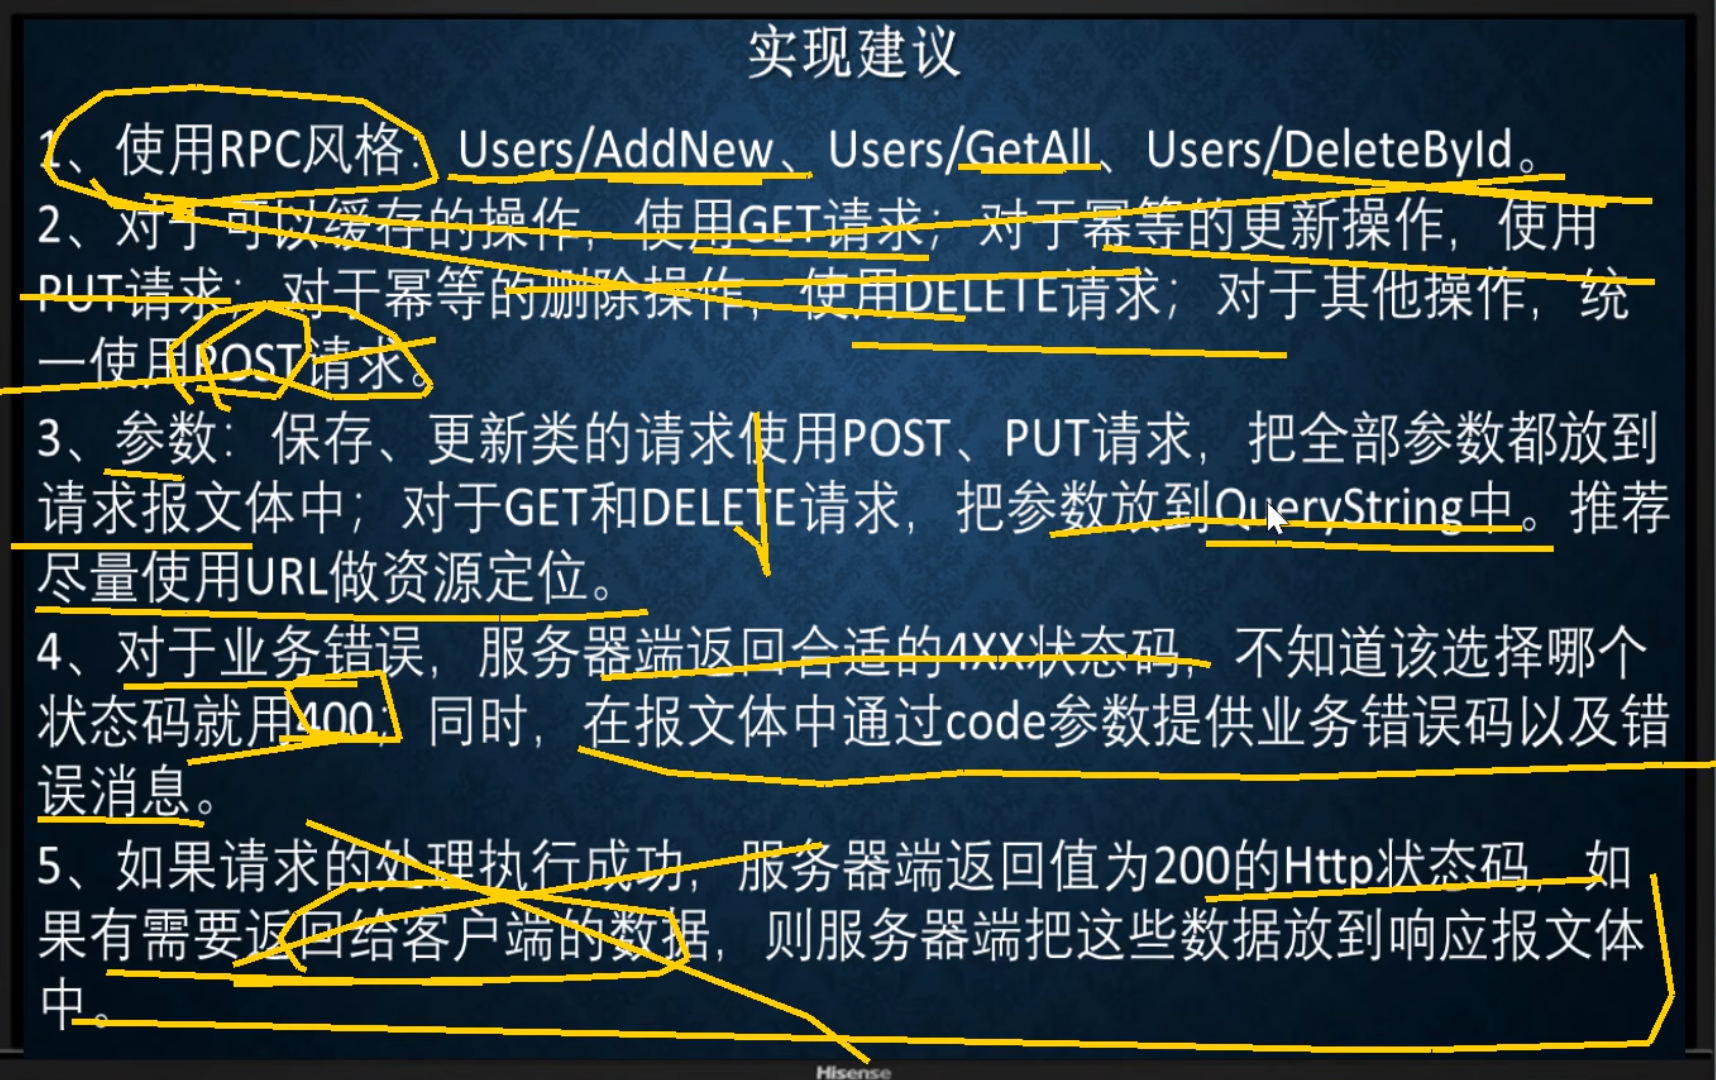 实现建议
1、使用RPC风格：Users/AddNew、Users/GetAll、Users/DeleteById。
2、对于可以缓存的操作，使用GET请求；对于幂等的更新操作，使用
PUT请求；对于幂等的删除操作，使用DELETE请求；对于其他操作，统
一使用POST请求。
3、参数：保存、更新类的请求使用POST、PUT请求，把全部参数都放到
请求报文体中；对于GET和DELETE请求，把参数放到QueryString中。推荐
尽量使用URL做资源定位。
4、对于业务错误，服务器端返回合适的4XX状态码，不知道该选择哪个
状态码就用400；同时，在报文体中通过code参数提供业务错误码以及错
误消息。
5、如果请求的处理执行成功，服务器端返回值为200的Http状态码，如
果有需要返回给客户端的数据，则服务器端把这些数据放到响应报文体
中。
Hisense